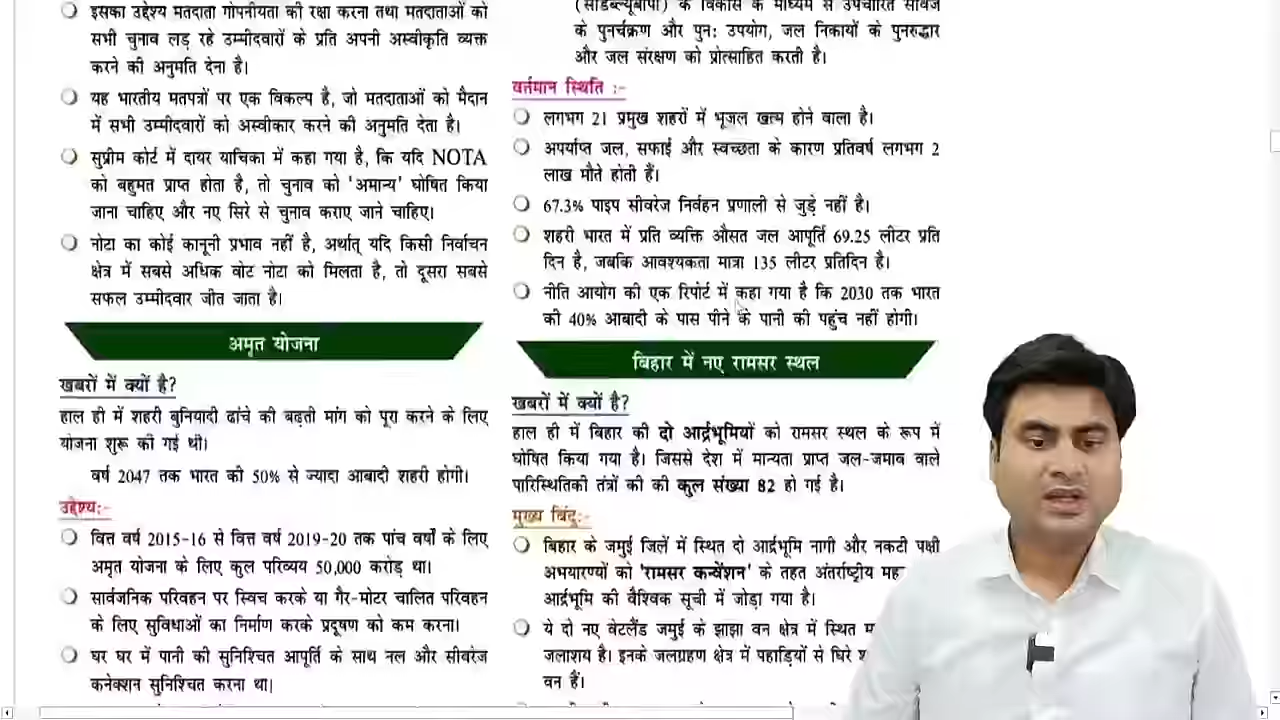 इसका उद्देश्य मतदाता गोपनीयता की रक्षा करना तथा मतदाताओं को
सभी चुनाव लड़ रहे उम्मीदवारों के प्रति अपनी अस्वीकृति व्यक्त
करने की अनुमति देना है।
यह भारतीय मतपत्रों पर एक विकल्प है, जो मतदाताओं को मैदान
में सभी उम्मीदवारों को अस्वीकार करने की अनुमति देता है।
सुप्रीम कोर्ट में दायर याचिका में कहा गया है, कि यदि NOTA
को बहुमत प्राप्त होता है, तो चुनाव को 'अमान्य' घोषित किया
जाना चाहिए और नए सिरे से चुनाव कराए जाने चाहिए।
नोटा का कोई कानूनी प्रभाव नहीं है, अर्थात् यदि किसी निर्वाचन
क्षेत्र में सबसे अधिक वोट नोटा को मिलता है, तो दूसरा सबसे
सफल उम्मीदवार जीत जाता है।
अमृत योजना
खबरों में क्यों है?
हाल ही में शहरी बुनियादी ढांचे की बढ़ती मांग को पूरा करने के लिए
योजना शुरू की गई थी।
वर्ष 2047 तक भारत की 50% से ज्यादा आबादी शहरी होगी।
उद्देश्य:-
वित्त वर्ष 2015-16 से वित्त वर्ष 2019-20 तक पांच वर्षों के लिए
अमृत योजना के लिए कुल परिव्यय 50,000 करोड़ था।
सार्वजनिक परिवहन पर स्विच करके या गैर-मोटर चालित परिवहन
के लिए सुविधाओं का निर्माण करके प्रदूषण को कम करना।
घर घर में पानी की सुनिश्चित आपूर्ति के साथ नल और सीवरेज
कनेक्शन सुनिश्चित करना था|
(सीडब्ल्यूबीपी) के विकास के माध्यम से उपचारित सीवेज
के पुनर्चक्रण और पुन: उपयोग, जल निकायों के पुनरुद्धार
और जल संरक्षण को प्रोत्साहित करती है।
वर्तमान स्थिति :-
लगभग 21 प्रमुख शहरों में भूजल खत्म होने वाला है।
अपर्याप्त जल, सफाई और स्वच्छता के कारण प्रतिवर्ष लगभग 2
लाख मौते होती हैं।
67.3% पाइप सीवरेज निर्वहन प्रणाली से जुड़े नहीं है।
शहरी भारत में प्रति व्यक्ति औसत जल आपूर्ति 69.25 लीटर प्रति
दिन है, जबकि आवश्यकता मात्रा 135 लीटर प्रतिदिन है।
नीति आयोग की एक रिपोर्ट में कहा गया है कि 2030 तक भारत
की 40% आबादी के पास पीने के पानी की पहुंच नहीं होगी।
बिहार में नए रामसर स्थल
खबरों में क्यों है?
हाल ही में बिहार की दो आर्द्रभूमियों को रामसर स्थल के रूप में
घोषित किया गया है। जिससे देश में मान्यता प्राप्त जल-जमाव वाले
पारिस्थितिकी तंत्रों की की कुल संख्या 82 हो गई है।
मुख्य बिंदु:-
बिहार के जमुई जिलें में स्थित दो आर्द्रभूमि नागी और नकटी पक्षी
अभयारण्यों को 'रामसर कन्वेंशन' के तहत अंतर्राष्ट्रीय
आर्द्रभूमि की वैश्विक सूची में जोड़ा गया है।
ये दो नए वेटलैंड जमुई के झाझा वन क्षेत्र में स्थित
जलाशय है। इनके जलग्रहण क्षेत्र में पहाड़ियों से घिरे
वन हैं।